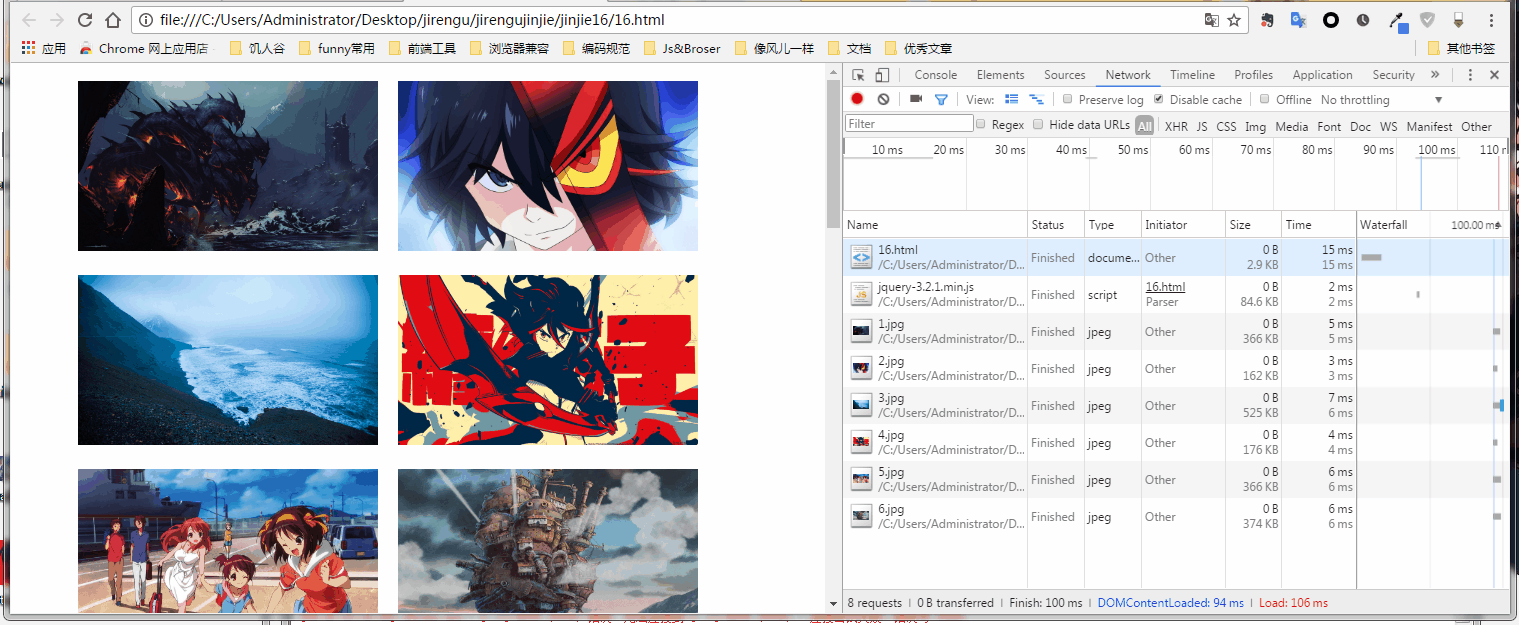 file:///C:/Users/Administrator/Desktop/jirengu/jirengujinjie/jinjie16/16.html
应用 Chrome 网上应用店 饥人谷 funny常用 前端工具 浏览器兼容 编码规范 Js&Broser 像风儿一样 文档 优秀文章 其他书签
Console Elements Sources Network Timeline Profiles Application Security »
View: Preserve log Disable cache Offline No throttling
Filter Regex Hide data URLs All XHR JS CSS Img Media Font Doc WS Manifest Other
10 ms 20 ms 30 ms 40 ms 50 ms 60 ms 70 ms 80 ms 90 ms 100 ms 110 r
Name Status Type Initiator Size Time Waterfall 100.00 ms
16.html Finished docume... Other 0 B 15 ms
/C:/Users/Administrator/D... 2.9 KB 15 ms
jquery-3.2.1.min.js Finished script 16.html 0 B 2 ms
/C:/Users/Administrator/D... Parser 84.6 KB 2 ms
1.jpg Finished jpeg Other 0 B 5 ms
/C:/Users/Administrator/D... 366 KB 5 ms
2.jpg Finished jpeg Other 0 B 3 ms
/C:/Users/Administrator/D... 162 KB 3 ms
3.jpg Finished jpeg Other 0 B 7 ms
/C:/Users/Administrator/D... 525 KB 6 ms
4.jpg Finished jpeg Other 0 B 4 ms
/C:/Users/Administrator/D... 176 KB 4 ms
5.jpg Finished jpeg Other 0 B 6 ms
/C:/Users/Administrator/D... 366 KB 6 ms
6.jpg Finished jpeg Other 0 B 6 ms
/C:/Users/Administrator/D... 374 KB 6 ms
8 requests | 0 B transferred | Finish: 100 ms | DOMContentLoaded: 94 ms | Load: 106 ms